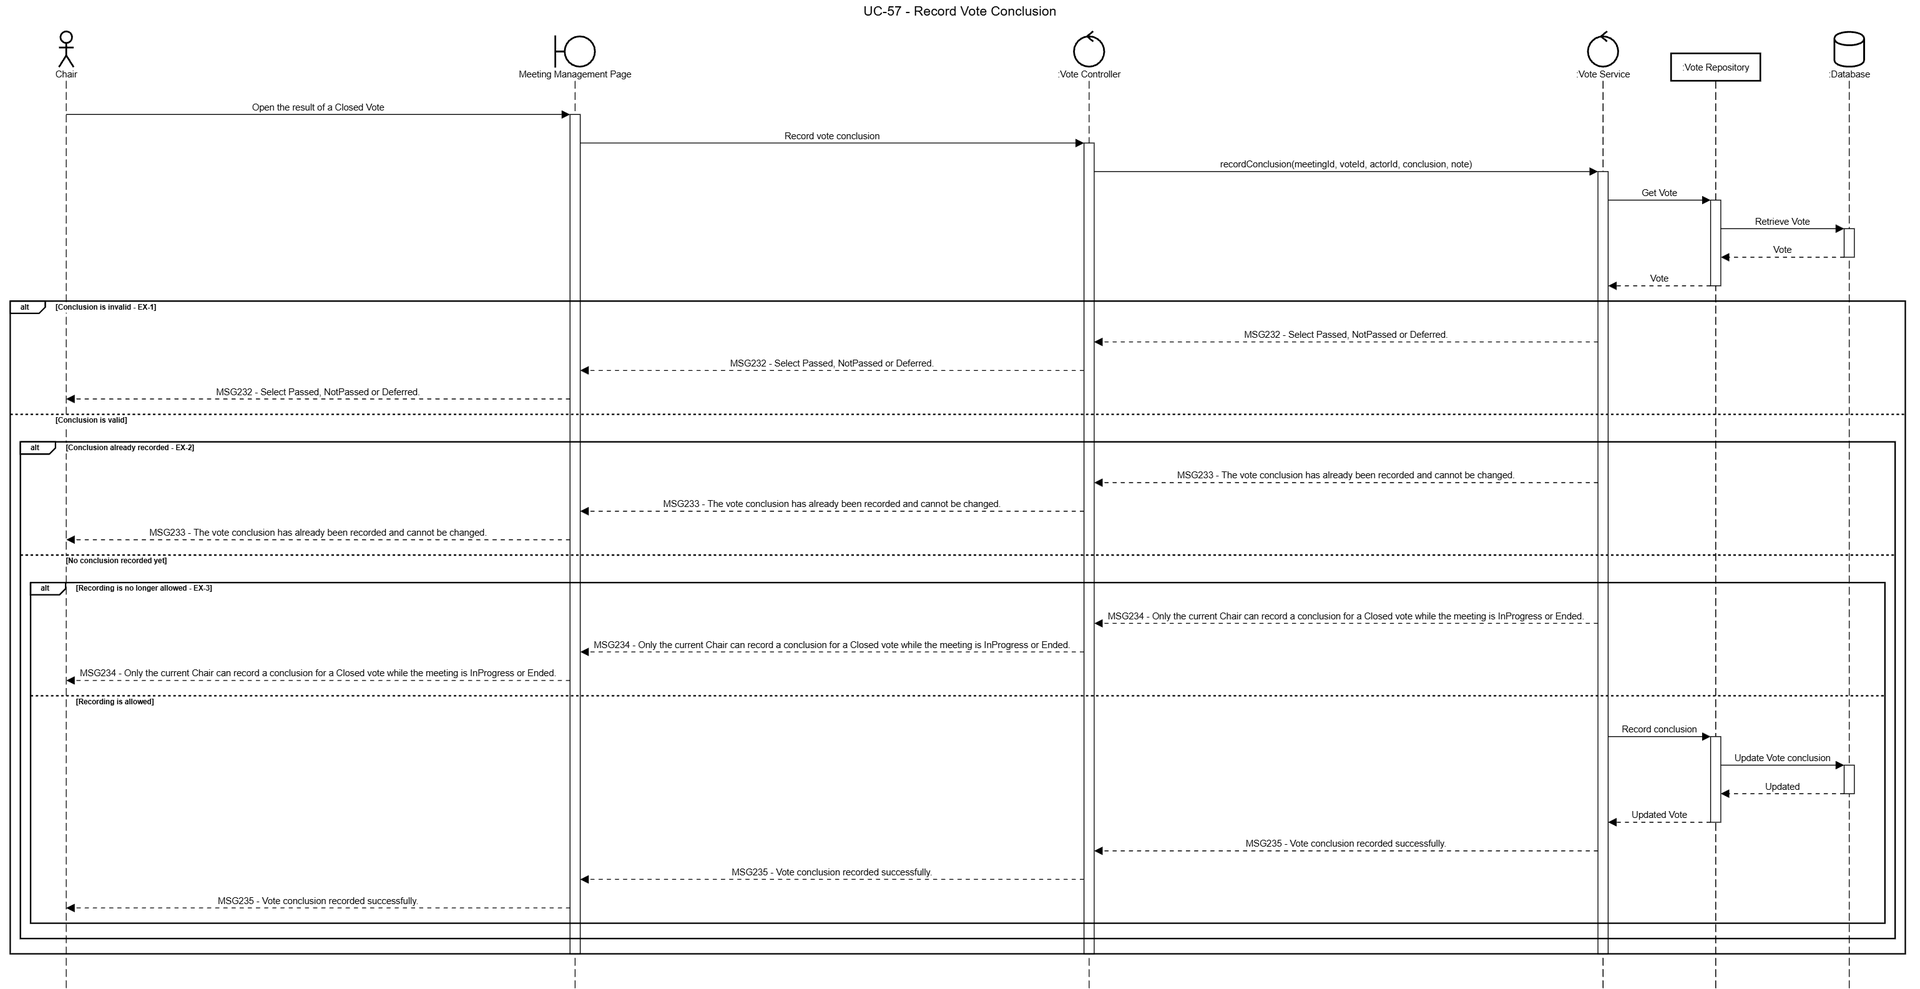 UC-57 - Record Vote Conclusion
Chair
Meeting Management Page
:Vote Controller
:Vote Service
:Vote Repository
:Database
Open the result of a Closed Vote
Record vote conclusion
recordConclusion(meetingId, voteId, actorId, conclusion, note)
Get Vote
Retrieve Vote
Vote
Vote
alt
[Conclusion is invalid - EX-1]
MSG232 - Select Passed, NotPassed or Deferred.
MSG232 - Select Passed, NotPassed or Deferred.
MSG232 - Select Passed, NotPassed or Deferred.
[Conclusion is valid]
alt
[Conclusion already recorded - EX-2]
MSG233 - The vote conclusion has already been recorded and cannot be changed.
MSG233 - The vote conclusion has already been recorded and cannot be changed.
MSG233 - The vote conclusion has already been recorded and cannot be changed.
[No conclusion recorded yet]
alt
[Recording is no longer allowed - EX-3]
MSG234 - Only the current Chair can record a conclusion for a Closed vote while the meeting is InProgress or Ended.
MSG234 - Only the current Chair can record a conclusion for a Closed vote while the meeting is InProgress or Ended.
MSG234 - Only the current Chair can record a conclusion for a Closed vote while the meeting is InProgress or Ended.
[Recording is allowed]
Record conclusion
Update Vote conclusion
Updated
Updated Vote
MSG235 - Vote conclusion recorded successfully.
MSG235 - Vote conclusion recorded successfully.
MSG235 - Vote conclusion recorded successfully.